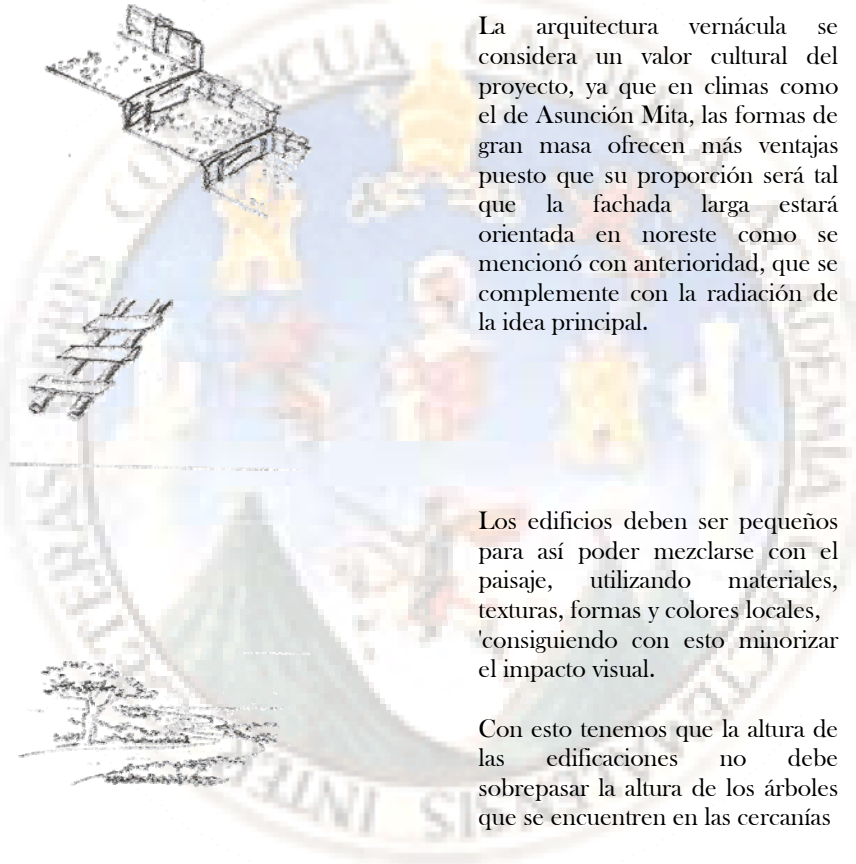 La arquitectura vernácula se
considera un valor cultural del
proyecto, ya que en climas como
el de Asunción Mita, las formas de
gran masa ofrecen más ventajas
puesto que su proporción será tal
que la fachada larga estará
orientada en noreste como se
mencionó con anterioridad, que se
complemente con la radiación de
la idea principal.
Los edificios deben ser pequeños
para así poder mezclarse con el
paisaje, utilizando materiales,
texturas, formas y colores locales,
'consiguiendo con esto minorizar
el impacto visual.
Con esto tenemos que la altura de
las edificaciones no debe
sobrepasar la altura de los árboles
que se encuentren en las cercanías